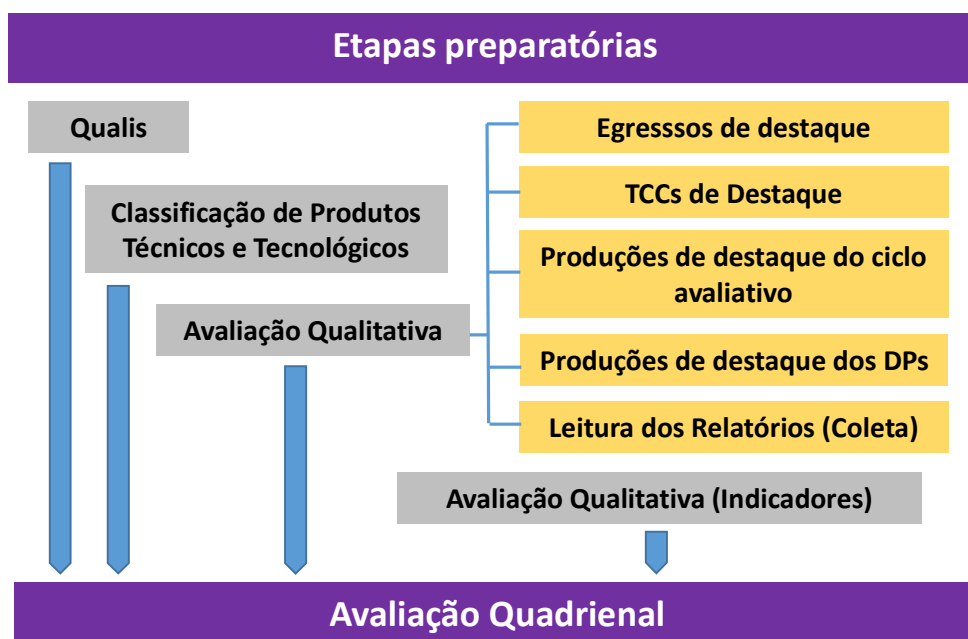 Etapas preparatórias
Qualis
Classificação de Produtos
Técnicos e Tecnológicos
Avaliação Qualitativa
Egresssos de destaque
TCCs de Destaque
Produções de destaque do ciclo
avaliativo
Produções de destaque dos DPs
Leitura dos Relatórios (Coleta)
Avaliação Qualitativa (Indicadores)
Avaliação Quadrienal